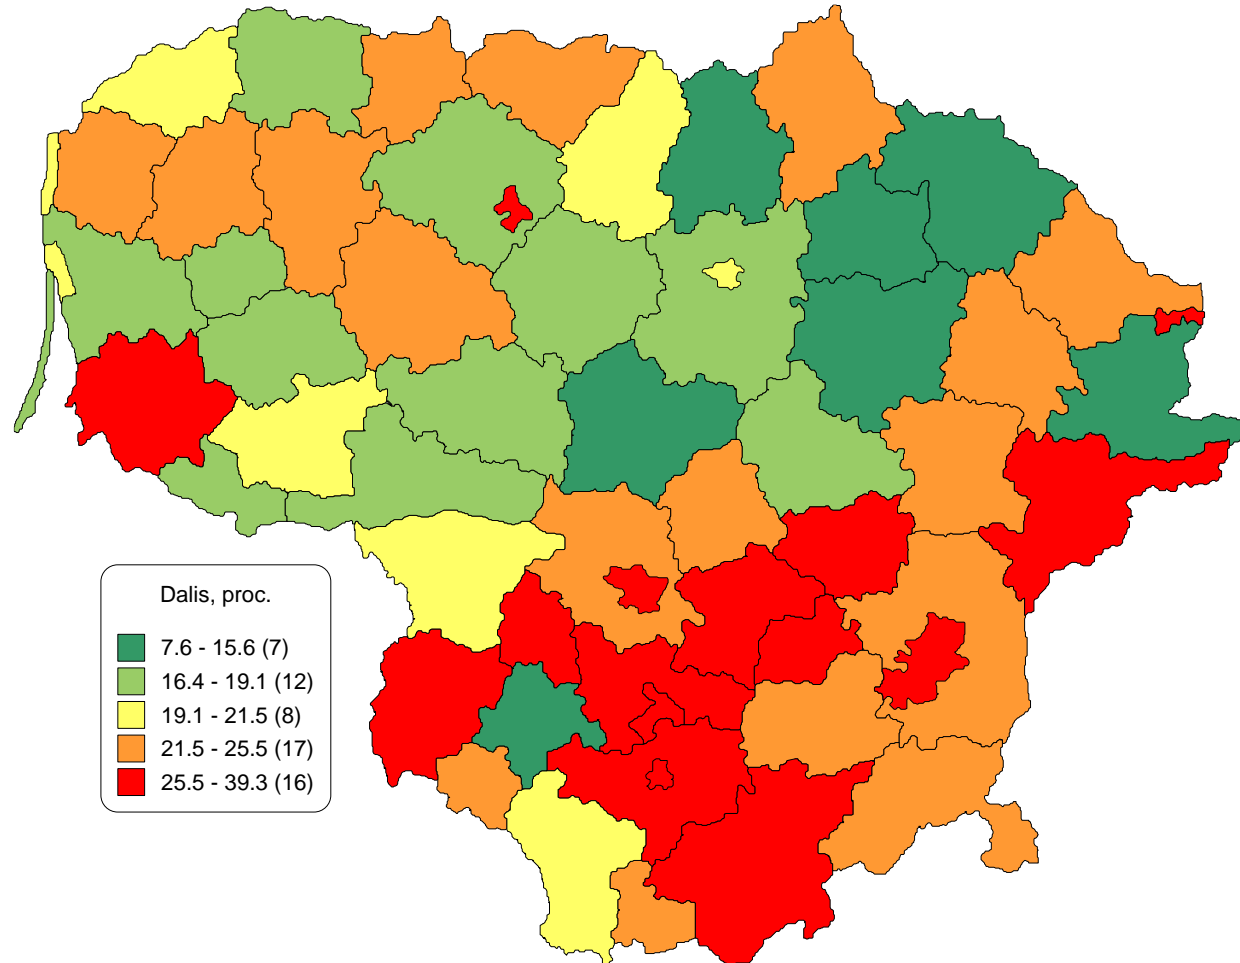 Dalis, proc.
7.6 - 15.6 (7)
16.4 - 19.1 (12)
19.1 - 21.5 (8)
21.5 - 25.5 (17)
25.5 - 39.3 (16)